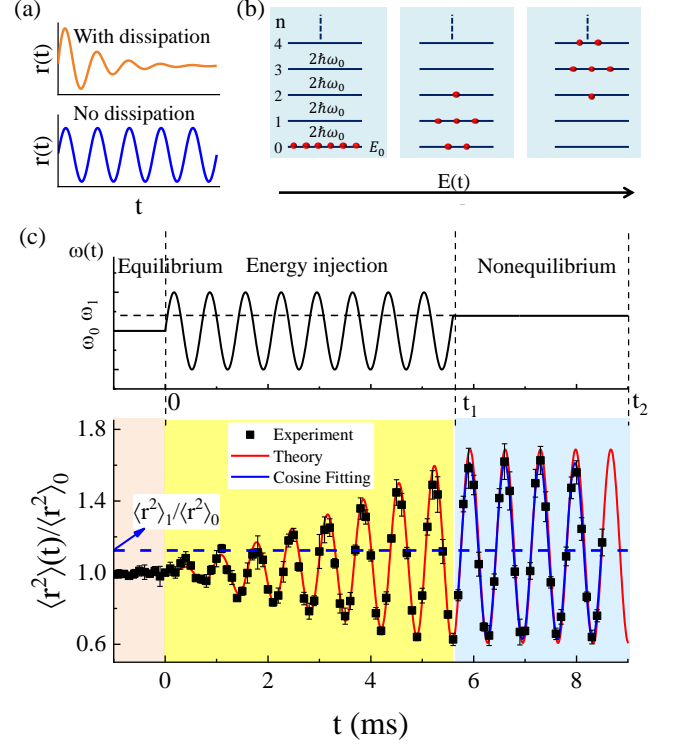 (a)
With dissipation
r(t)
No dissipation
r(t)
t
(b)
n
4
3
2
1
0
2ħω₀
2ħω₀
2ħω₀
2ħω₀
E₀
E(t)
(c)
ω(t)
Equilibrium
Energy injection
Nonequilibrium
ω₀ ω₁
0
t₁
t₂
1.8
1.4
1.0
0.6
Experiment
Theory
Cosine Fitting
⟨r²⟩₁/⟨r²⟩₀
⟨r²⟩(t)/⟨r²⟩₀
0 2 4 6 8
t (ms)